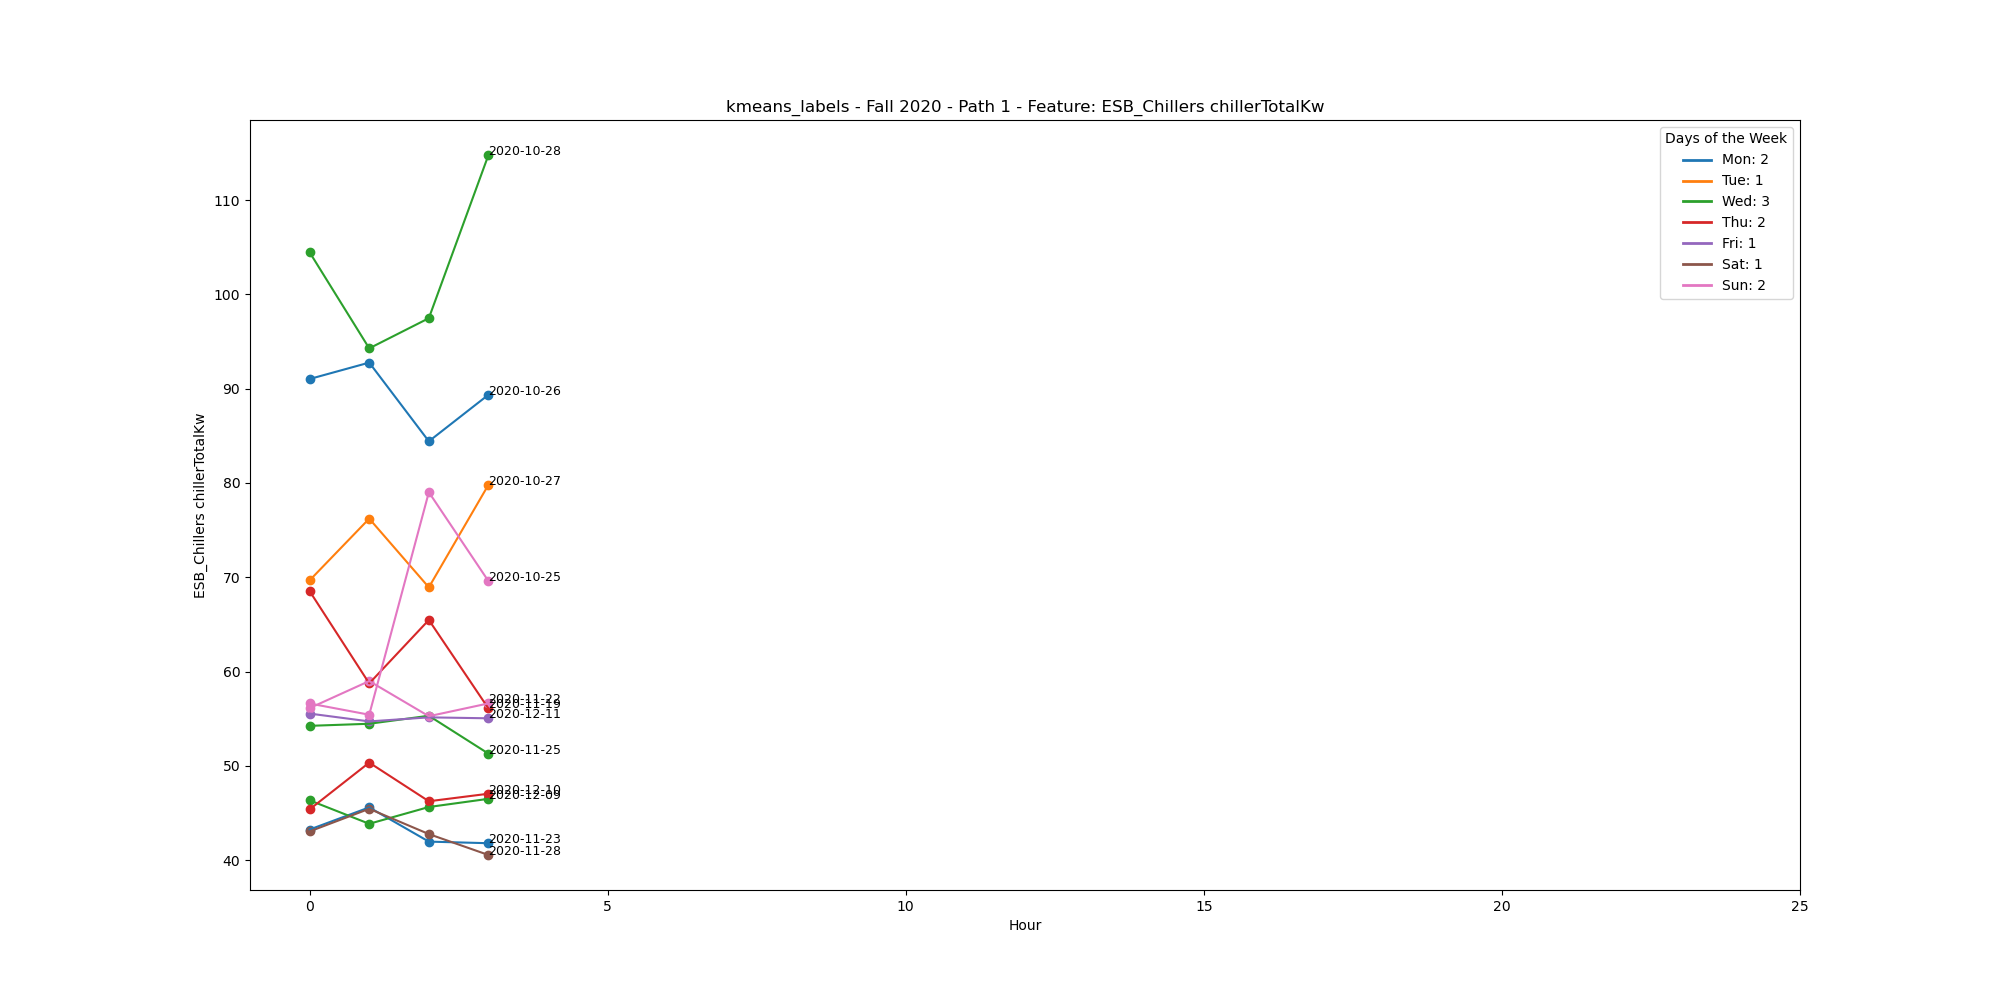 kmeans_labels - Fall 2020 - Path 1 - Feature: ESB_Chillers chillerTotalKw
Days of the Week
Mon: 2
Tue: 1
Wed: 3
Thu: 2
Fri: 1
Sat: 1
Sun: 2
ESB_Chillers chillerTotalKw
110
100
90
80
70
60
50
40
2020-10-28
2020-10-26
2020-10-27
2020-10-25
2020-11-22
2020-11-19
2020-12-11
2020-11-25
2020-12-10
2020-12-09
2020-11-23
2020-11-28
0
5
10
15
20
25
Hour